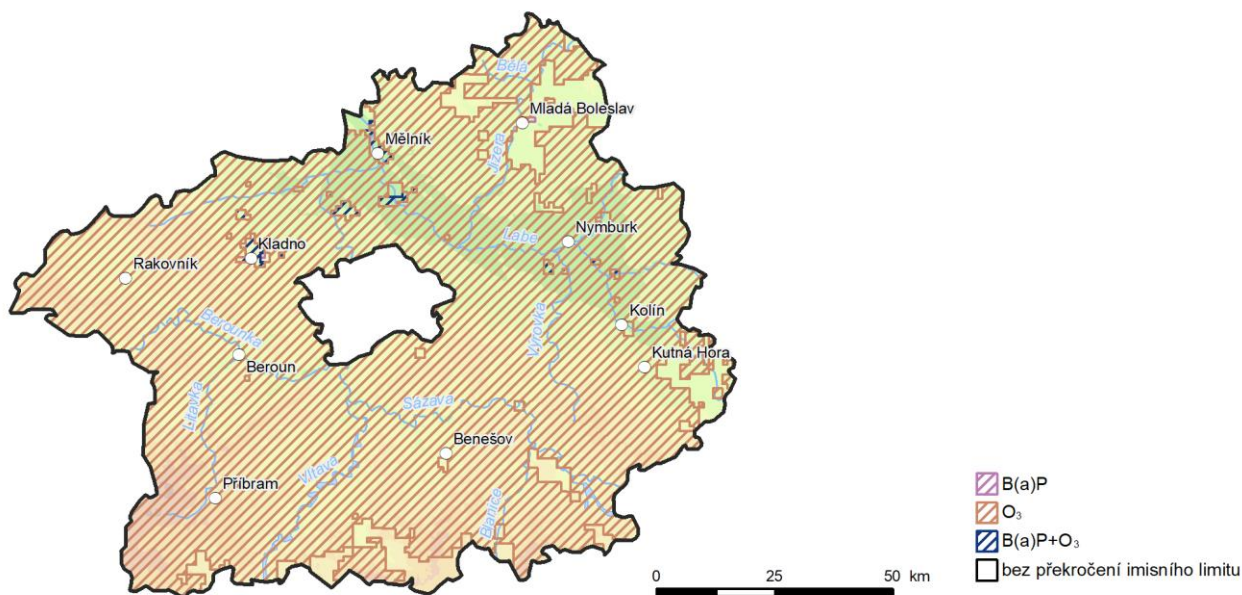 Bělá
Mladá Boleslav
Mělník
Jizera
Nymburk
Labe
Kladno
Rakovník
Kolín
Výrovka
Berounka
Kutná Hora
Beroun
Litavka
Sázava
Benešov
Vltava
Příbram
Blanice
B(a)P
O₃
B(a)P+O₃
bez překročení imisního limitu
0 25 50 km